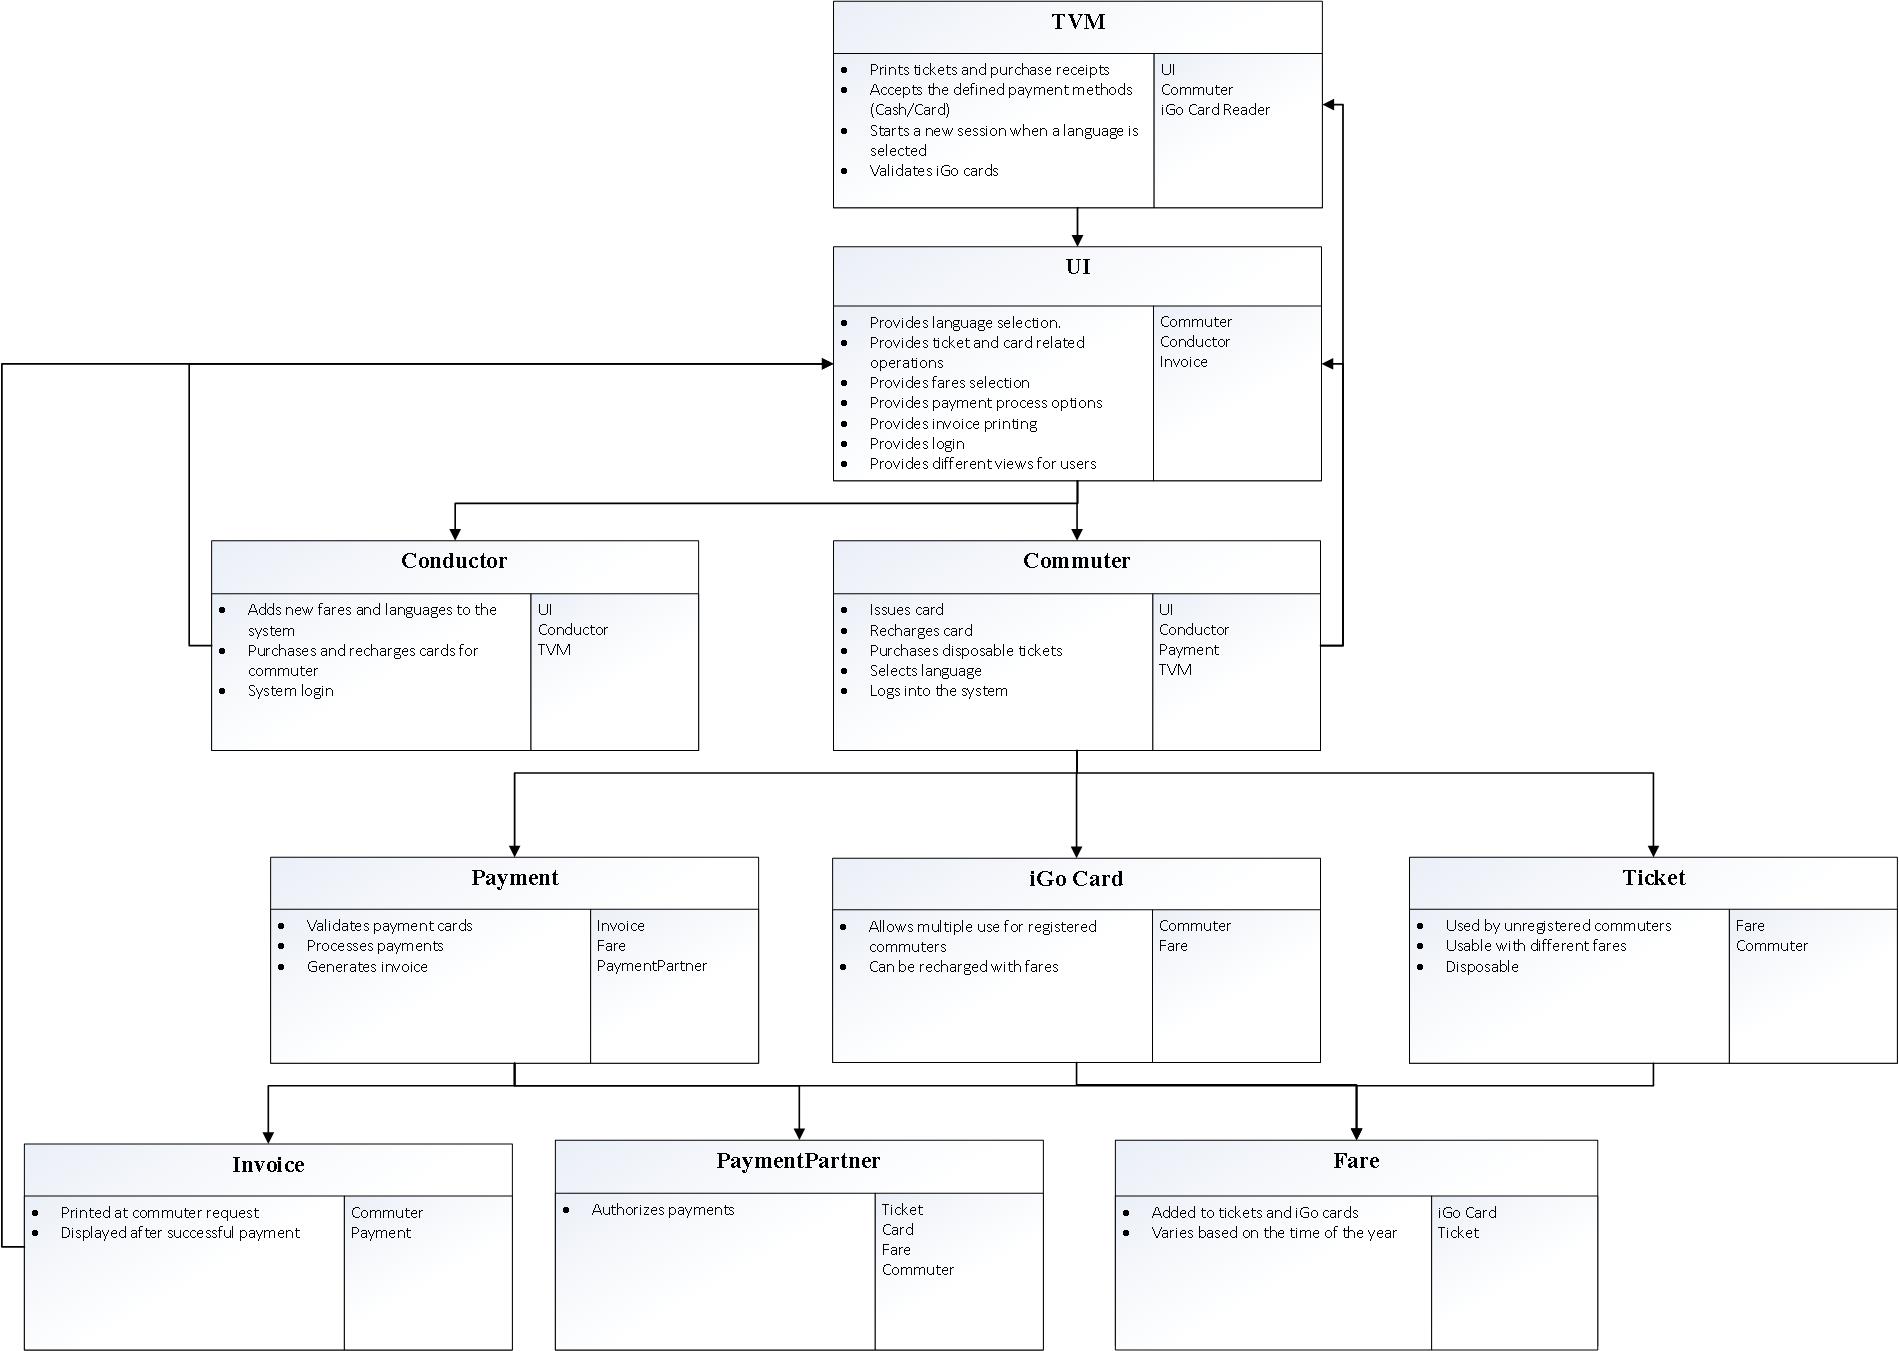 TVM
Prints tickets and purchase receipts
Accepts the defined payment methods
(Cash/Card)
Starts a new session when a language is
selected
Validates iGo cards
UI
Commuter
iGo Card Reader
UI
Provides language selection.
Provides ticket and card related
operations
Provides fares selection
Provides payment process options
Provides invoice printing
Provides login
Provides different views for users
Commuter
Conductor
Invoice
Conductor
Adds new fares and languages to the
system
Purchases and recharges cards for
commuter
System login
UI
Conductor
TVM
Commuter
Issues card
Recharges card
Purchases disposable tickets
Selects language
Logs into the system
UI
Conductor
Payment
TVM
Payment
Validates payment cards
Processes payments
Generates invoice
Invoice
Fare
PaymentPartner
iGo Card
Allows multiple use for registered
commuters
Can be recharged with fares
Commuter
Fare
Ticket
Used by unregistered commuters
Usable with different fares
Disposable
Fare
Commuter
Invoice
Printed at commuter request
Displayed after successful payment
Commuter
Payment
PaymentPartner
Authorizes payments
Ticket
Card
Fare
Commuter
Fare
Added to tickets and iGo cards
Varies based on the time of the year
iGo Card
Ticket